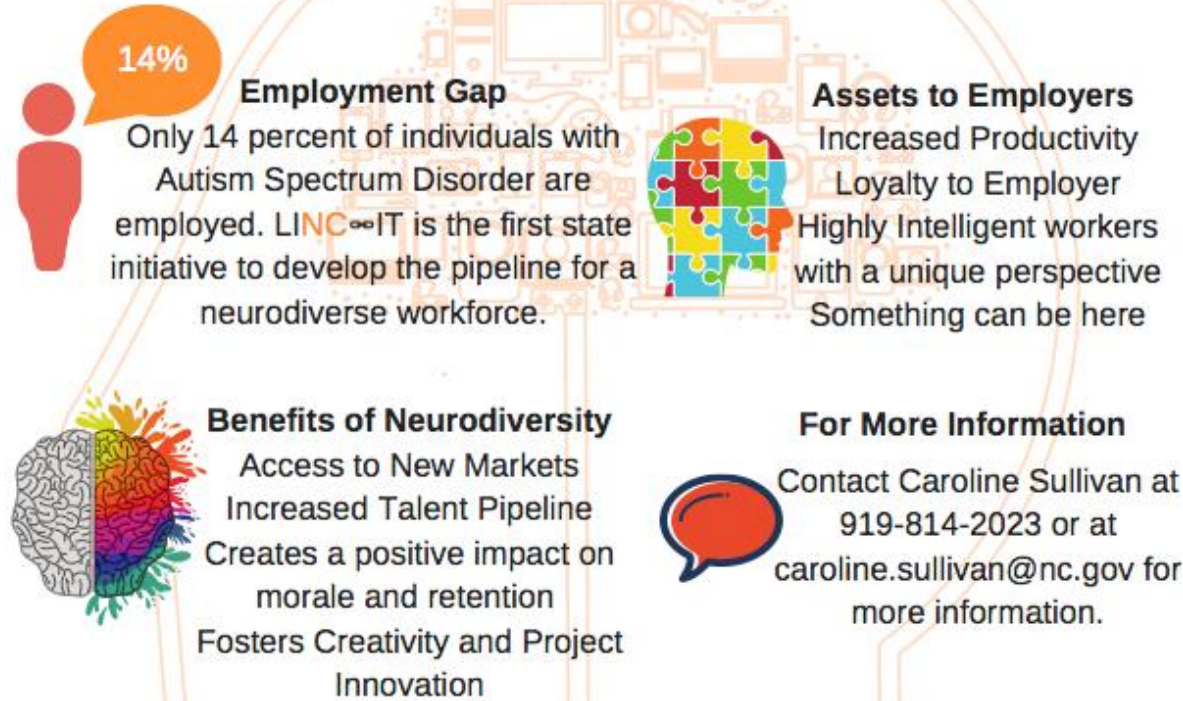 14%
Employment Gap
Only 14 percent of individuals with
Autism Spectrum Disorder are
employed. LINC∞IT is the first state
initiative to develop the pipeline for a
neurodiverse workforce.
Assets to Employers
Increased Productivity
Loyalty to Employer
Highly Intelligent workers
with a unique perspective
Something can be here
Benefits of Neurodiversity
Access to New Markets
Increased Talent Pipeline
Creates a positive impact on
morale and retention
Fosters Creativity and Project
Innovation
For More Information
Contact Caroline Sullivan at
919-814-2023 or at
caroline.sullivan@nc.gov for
more information.